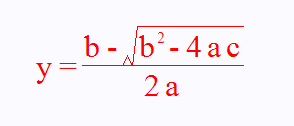 y = (b - √(b² - 4 a c)) / (2 a)